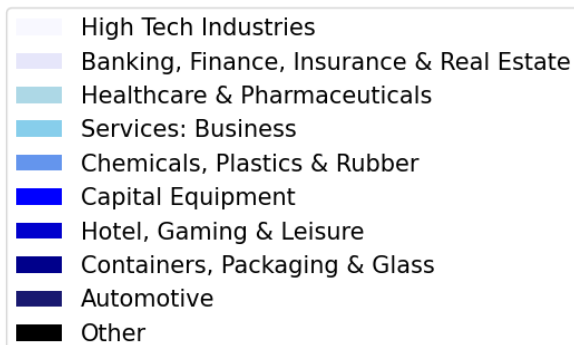 High Tech Industries
Banking, Finance, Insurance & Real Estate
Healthcare & Pharmaceuticals
Services: Business
Chemicals, Plastics & Rubber
Capital Equipment
Hotel, Gaming & Leisure
Containers, Packaging & Glass
Automotive
Other